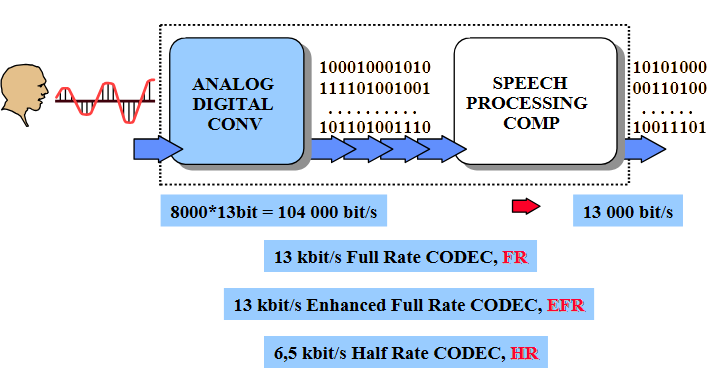 ANALOG
DIGITAL
CONV
100010001010
111101001001
. . . . . . . . . .
101101001110
SPEECH
PROCESSING
COMP
10101000
00110100
. . . . . .
10011101
8000*13bit = 104 000 bit/s
13 000 bit/s
13 kbit/s Full Rate CODEC, FR
13 kbit/s Enhanced Full Rate CODEC, EFR
6,5 kbit/s Half Rate CODEC, HR